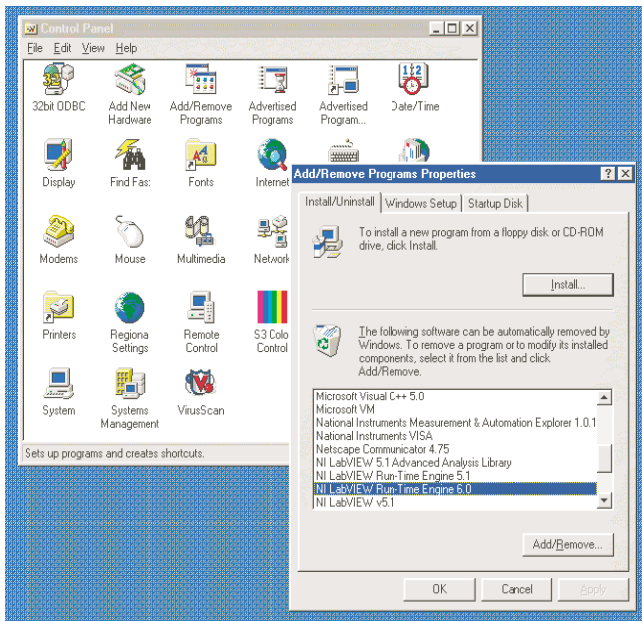 Control Panel
File Edit View Help
32bit ODBC
Add New
Hardware
Add/Remove
Programs
Advertised
Programs
Advertised
Program...
Date/Time
Display
Find Fast
Fonts
Internet
Modems
Mouse
Multimedia
Network
Printers
Regiona
Settings
Remote
Control
S3 Colo
Control
System
Systems
Management
VirusScan
Sets up programs and creates shortcuts.
Add/Remove Programs Properties
Install/Uninstall Windows Setup Startup Disk
To install a new program from a floppy disk or CD-ROM
drive, click Install.
Install...
The following software can be automatically removed by
Windows. To remove a program or to modify its installed
components, select it from the list and click
Add/Remove.
Microsoft Visual C++ 5.0
Microsoft VM
National Instruments Measurement & Automation Explorer 1.0.1
National Instruments VISA
Netscape Communicator 4.75
NI LabVIEW 5.1 Advanced Analysis Library
NI LabVIEW Run-Time Engine 5.1
NI LabVIEW Run-Time Engine 6.0
NI LabVIEW v5.1
Add/Remove...
OK Cancel Apply